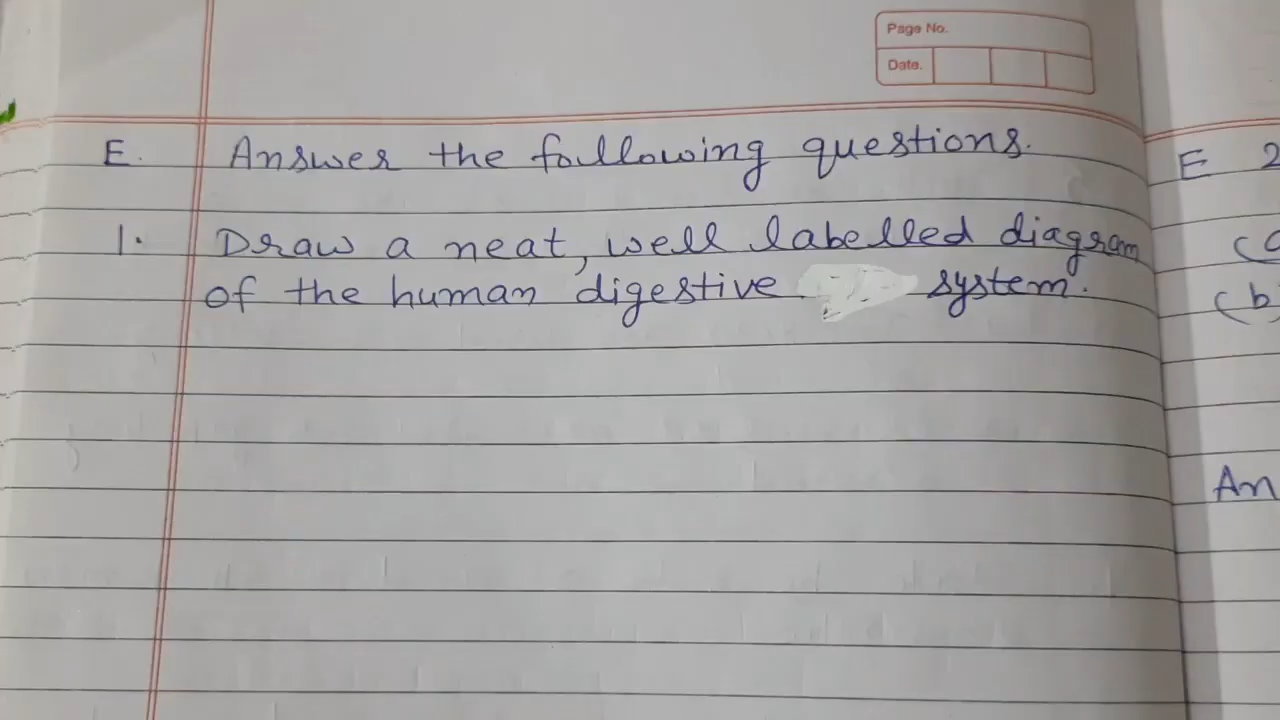 Page No.
Date.
E. Answer the following questions.
1. Draw a neat, well labelled diagram
of the human digestive system.
E 2
(b)
An